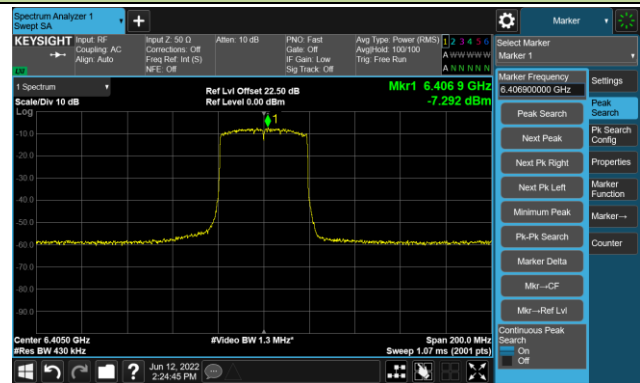 Spectrum Analyzer 1
Swept SA
+
Marker
KEYSIGHT
Input: RF
Coupling: AC
Align: Auto
Input Z: 50 Ω
Corrections: Off
Freq Ref: Int (S)
NFE: Off
Atten: 10 dB
PNO: Fast
Gate: Off
IF Gain: Low
Sig Track: Off
Avg Type: Power (RMS)
Avg|Hold: 100/100
Trig: Free Run
1 2 3 4 5 6
A W W W W W
A N N N N N
LW
Select Marker
Marker 1
1 Spectrum
Scale/Div 10 dB
Log
Ref Lvl Offset 22.50 dB
Ref Level 0.00 dBm
Mkr1 6.406 9 GHz
-7.292 dBm
1
-10.0
-20.0
-30.0
-40.0
-50.0
-60.0
-70.0
-80.0
-90.0
Center 6.4050 GHz
#Res BW 430 kHz
#Video BW 1.3 MHz*
Span 200.0 MHz
Sweep 1.07 ms (2001 pts)
Marker Frequency
6.406900000 GHz
Peak Search
Next Peak
Next Pk Right
Next Pk Left
Minimum Peak
Pk-Pk Search
Marker Delta
Mkr→CF
Mkr→Ref Lvl
Continuous Peak
Search
On
Off
Settings
Peak
Search
Pk Search
Config
Properties
Marker
Function
Marker→
Counter
?
Jun 12, 2022
2:24:45 PM